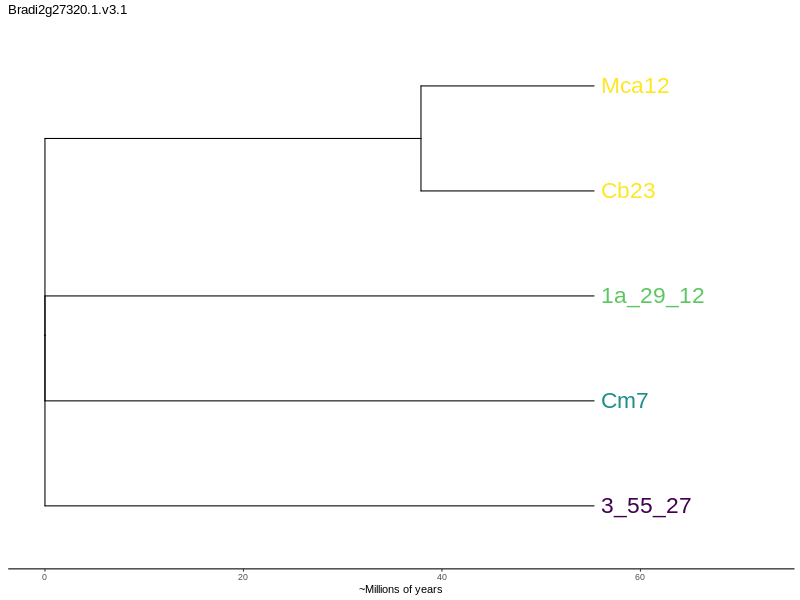 Bradi2g27320.1.v3.1
Mca12
Cb23
1a_29_12
Cm7
3_55_27
0 20 40 60
~Millions of years